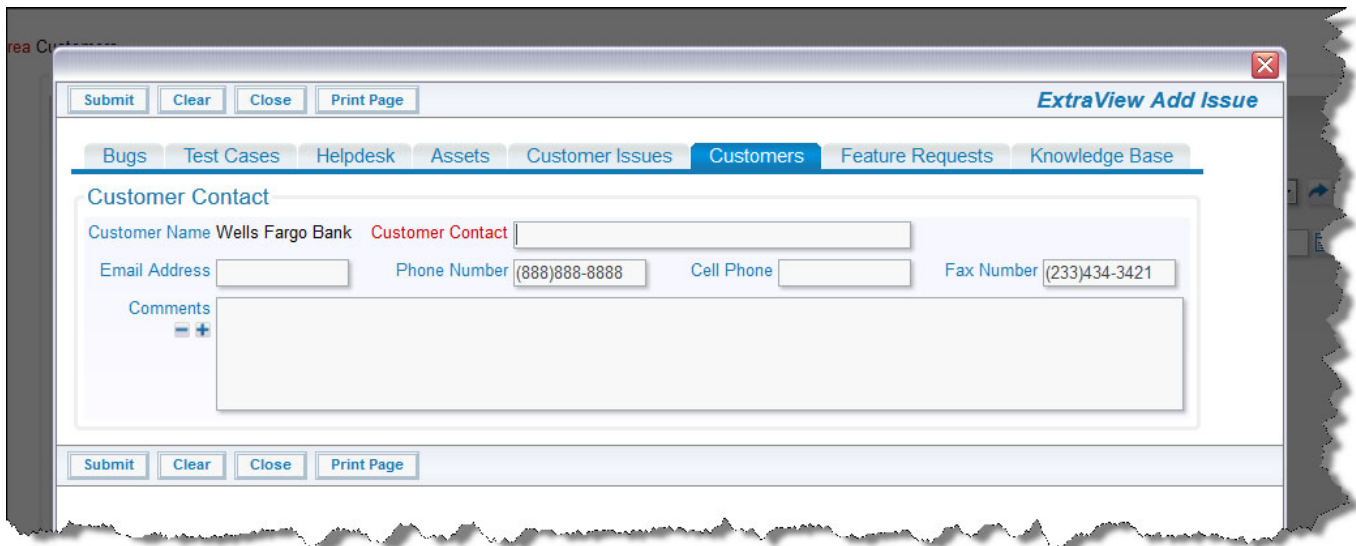 rea Customers
Submit Clear Close Print Page ExtraView Add Issue
Bugs Test Cases Helpdesk Assets Customer Issues Customers Feature Requests Knowledge Base
Customer Contact
Customer Name Wells Fargo Bank Customer Contact
Email Address Phone Number (888)888-8888 Cell Phone Fax Number (233)434-3421
Comments
Submit Clear Close Print Page